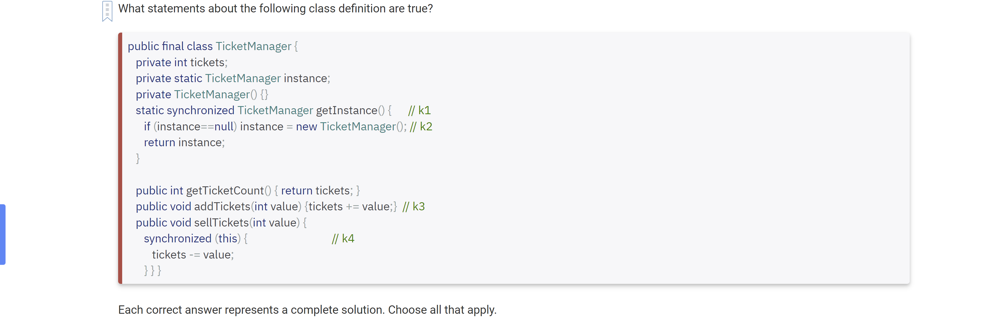 What statements about the following class definition are true?
public final class TicketManager {
private int tickets;
private static TicketManager instance;
private TicketManager() {}
static synchronized TicketManager getInstance() { // k1
if (instance==null) instance = new TicketManager(); // k2
return instance;
}
public int getTicketCount() { return tickets; }
public void addTickets(int value) {tickets += value;} // k3
public void sellTickets(int value) {
synchronized (this) { // k4
tickets -= value;
} } }
Each correct answer represents a complete solution. Choose all that apply.